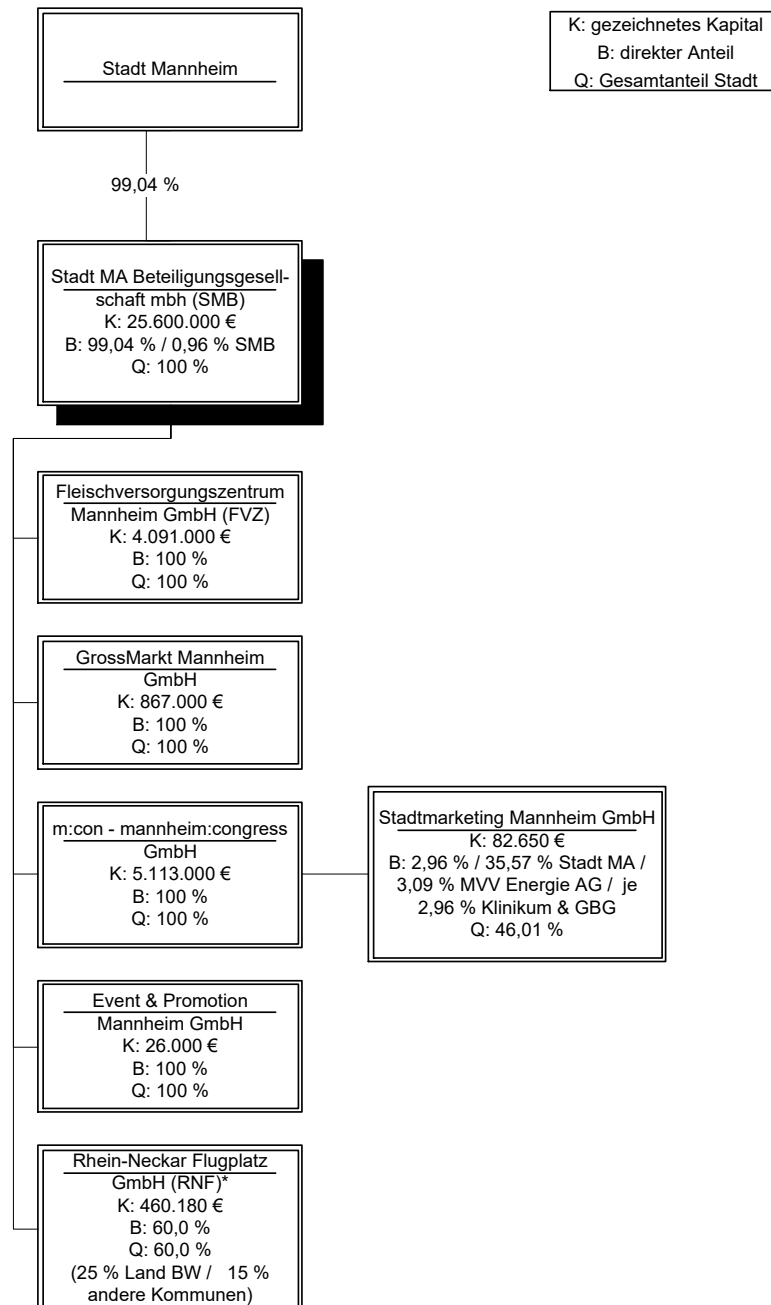 Stadt Mannheim
K: gezeichnetes Kapital
B: direkter Anteil
Q: Gesamtanteil Stadt
99,04 %
Stadt MA Beteiligungsgesell-
schaft mbh (SMB)
K: 25.600.000 €
B: 99,04 % / 0,96 % SMB
Q: 100 %
Fleischversorgungszentrum
Mannheim GmbH (FVZ)
K: 4.091.000 €
B: 100 %
Q: 100 %
GrossMarkt Mannheim
GmbH
K: 867.000 €
B: 100 %
Q: 100 %
m:con - mannheim:congress
GmbH
K: 5.113.000 €
B: 100 %
Q: 100 %
Stadtmarketing Mannheim GmbH
K: 82.650 €
B: 2,96 % / 35,57 % Stadt MA /
3,09 % MVV Energie AG / je
2,96 % Klinikum & GBG
Q: 46,01 %
Event & Promotion
Mannheim GmbH
K: 26.000 €
B: 100 %
Q: 100 %
Rhein-Neckar Flugplatz
GmbH (RNF)*
K: 460.180 €
B: 60,0 %
Q: 60,0 %
(25 % Land BW / 15 %
andere Kommunen)